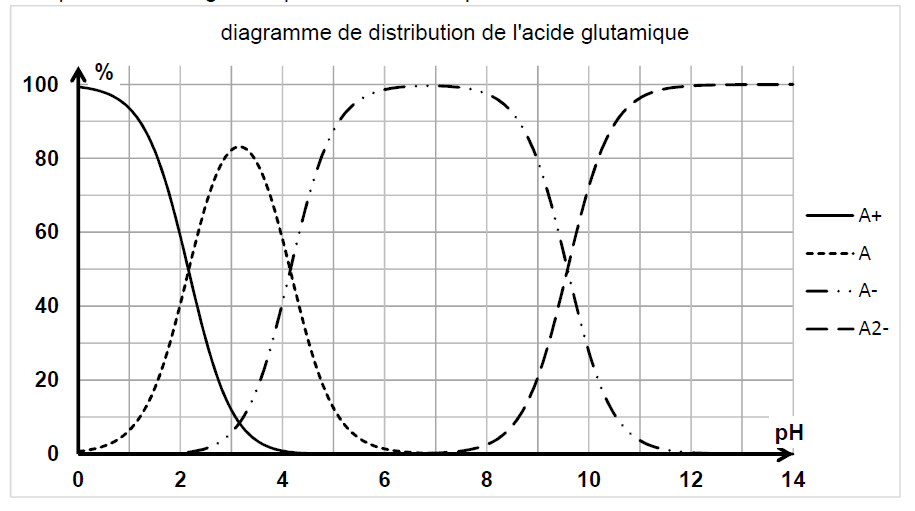 diagramme de distribution de l'acide glutamique
%
100
80
60
40
20
0
pH
0 2 4 6 8 10 12 14
A+
A
A-
A2-